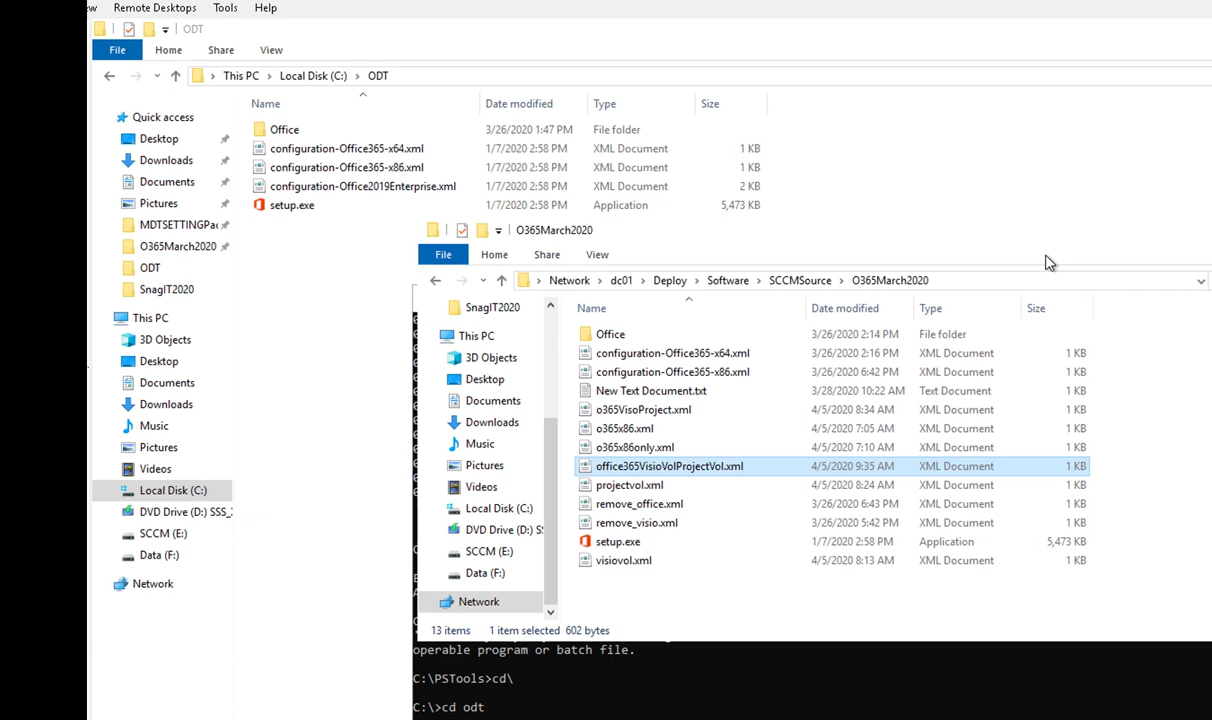 ew Remote Desktops Tools Help
ODT
File Home Share View
This PC > Local Disk (C:) > ODT
Name Date modified Type Size
Quick access
Desktop
Downloads
Documents
Pictures
MDTSETTINGPac
O365March2020
ODT
SnagIT2020
This PC
3D Objects
Desktop
Documents
Downloads
Music
Pictures
Videos
Local Disk (C:)
DVD Drive (D:) SSS_
SCCM (E:)
Data (F:)
Network
Office 3/26/2020 1:47 PM File folder
configuration-Office365-x64.xml 1/7/2020 2:58 PM XML Document 1 KB
configuration-Office365-x86.xml 1/7/2020 2:58 PM XML Document 1 KB
configuration-Office2019Enterprise.xml 1/7/2020 2:58 PM XML Document 2 KB
setup.exe 1/7/2020 2:58 PM Application 5,473 KB
O365March2020
File Home Share View
Network > dc01 > Deploy > Software > SCCMSource > O365March2020
Name Date modified Type Size
SnagIT2020
This PC
3D Objects
Desktop
Documents
Downloads
Music
Pictures
Videos
Local Disk (C:)
DVD Drive (D:) SS
SCCM (E:)
Data (F:)
Network
Office 3/26/2020 2:14 PM File folder
configuration-Office365-x64.xml 3/26/2020 2:16 PM XML Document 1 KB
configuration-Office365-x86.xml 3/26/2020 6:42 PM XML Document 1 KB
New Text Document.txt 3/28/2020 10:22 AM Text Document 1 KB
o365VisoProject.xml 4/5/2020 8:34 AM XML Document 1 KB
o365x86.xml 4/5/2020 7:05 AM XML Document 1 KB
o365x86only.xml 4/5/2020 7:10 AM XML Document 1 KB
office365VisioVolProjectVol.xml 4/5/2020 9:35 AM XML Document 1 KB
projectvol.xml 4/5/2020 8:24 AM XML Document 1 KB
remove_office.xml 3/26/2020 6:43 PM XML Document 1 KB
remove_visio.xml 3/26/2020 5:42 PM XML Document 1 KB
setup.exe 1/7/2020 2:58 PM Application 5,473 KB
visiovol.xml 4/5/2020 8:13 AM XML Document 1 KB
13 items 1 item selected 602 bytes
operable program or batch file.
C:\PSTools>cd\
C:\>cd odt